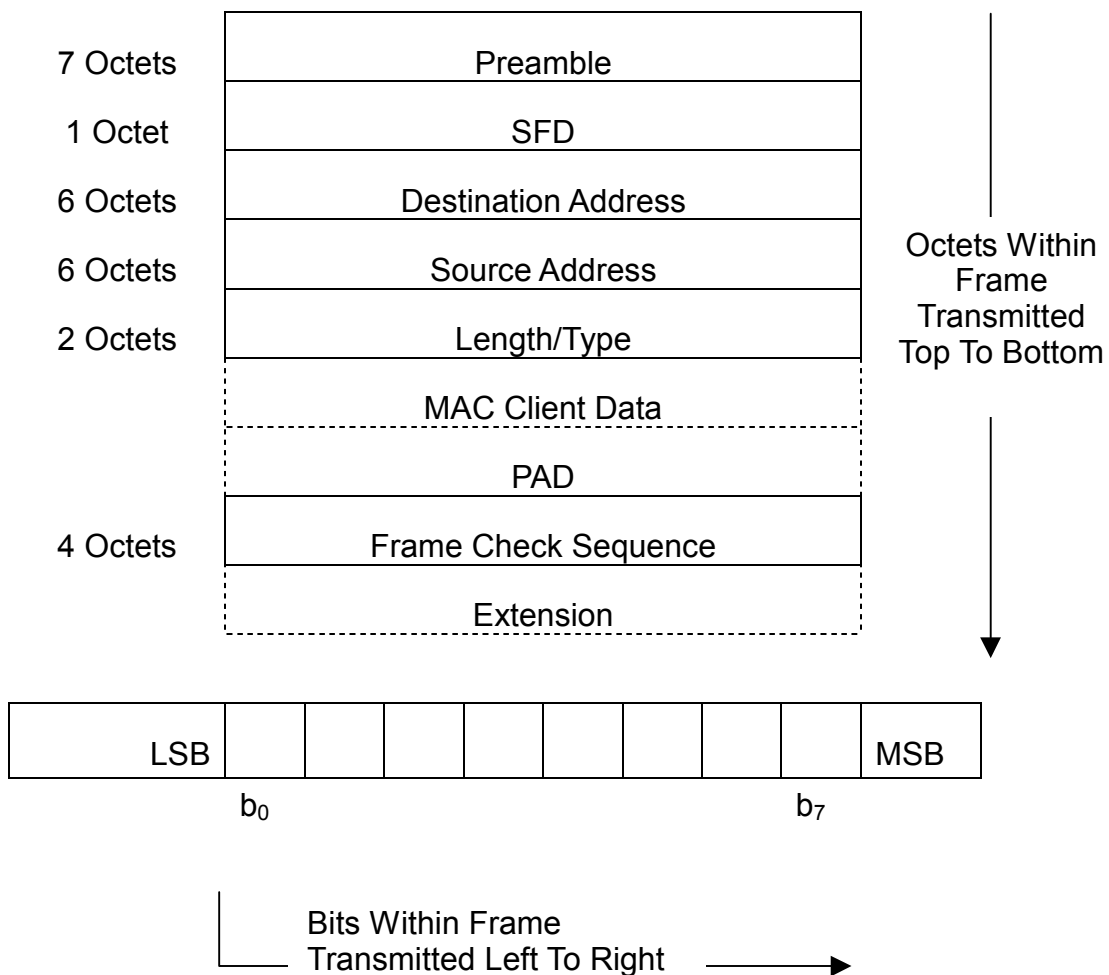 7 Octets Preamble
1 Octet SFD
6 Octets Destination Address
6 Octets Source Address
2 Octets Length/Type
MAC Client Data
PAD
4 Octets Frame Check Sequence
Extension
Octets Within
Frame
Transmitted
Top To Bottom
LSB MSB
b0 b7
Bits Within Frame
Transmitted Left To Right